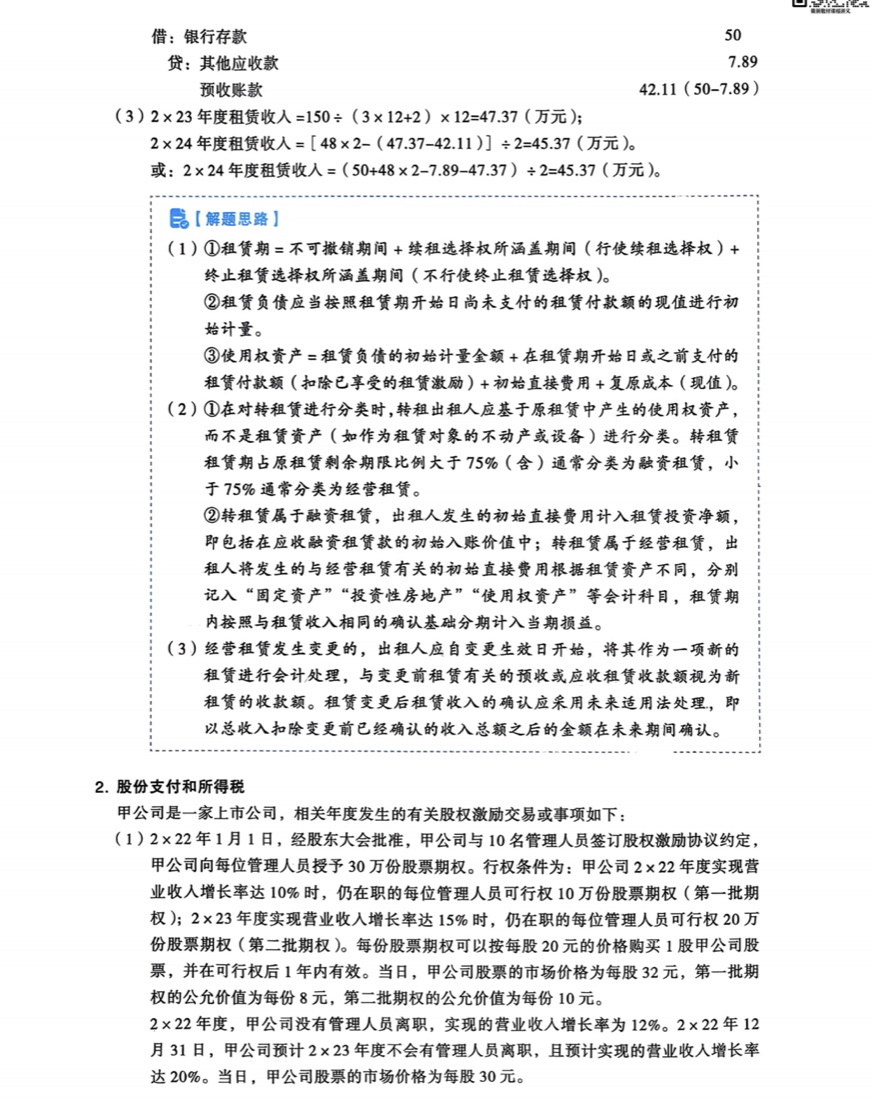 借：银行存款 50
贷：其他应收款 7.89
预收账款 42.11（50-7.89）
（3）2×23年度租赁收人=150÷（3×12+2）×12=47.37（万元）；
2×24年度租赁收人=［48×2-（47.37-42.11）］÷2=45.37（万元）。
或：2×24年度租赁收人=（50+48×2-7.89-47.37）÷2=45.37（万元）。
【解题思路】
（1）①租赁期=不可撤销期间+续租选择权所涵盖期间（行使续租选择权）+
终止租赁选择权所涵盖期间（不行使终止租赁选择权）。
②租赁负债应当按照租赁期开始日尚未支付的租赁付款额的现值进行初
始计量。
③使用权资产=租赁负债的初始计量金额+在租赁期开始日或之前支付的
租赁付款额（扣除已享受的租赁激励）+初始直接费用+复原成本（现值）。
（2）①在对转租赁进行分类时，转租出租人应基于原租赁中产生的使用权资产，
而不是租赁资产（如作为租赁对象的不动产或设备）进行分类。转租赁
租赁期占原租赁剩余期限比例大于75%（含）通常分类为融资租赁，小
于75%通常分类为经营租赁。
②转租赁属于融资租赁，出租人发生的初始直接费用计入租赁投资净额，
即包括在应收融资租赁款的初始入账价值中；转租赁属于经营租赁，出
租人将发生的与经营租赁有关的初始直接费用根据租赁资产不同，分别
记入“固定资产”“投资性房地产”“使用权资产”等会计科目，租赁期
内按照与租赁收入相同的确认基础分期计入当期损益。
（3）经营租赁发生变更的，出租人应自变更生效日开始，将其作为一项新的
租赁进行会计处理，与变更前租赁有关的预收或应收租赁收款额视为新
租赁的收款额。租赁变更后租赁收入的确认应采用未来适用法处理，即
以总收入扣除变更前已经确认的收入总额之后的金额在未来期间确认。
2. 股份支付和所得税
甲公司是一家上市公司，相关年度发生的有关股权激励交易或事项如下：
（1）2×22年1月1日，经股东大会批准，甲公司与10名管理人员签订股权激励协议约定，
甲公司向每位管理人员授予30万份股票期权。行权条件为：甲公司2×22年度实现营
业收人增长率达10%时，仍在职的每位管理人员可行权10万份股票期权（第一批期
权）；2×23年度实现营业收人增长率达15%时，仍在职的每位管理人员可行权20万
份股票期权（第二批期权）。每份股票期权可以按每股20元的价格购买1股甲公司股
票，并在可行权后1年内有效。当日，甲公司股票的市场价格为每股32元，第一批期
权的公允价值为每份8元，第二批期权的公允价值为每份10元。
2×22年度，甲公司没有管理人员离职，实现的营业收人增长率为12%。2×22年12
月31日，甲公司预计2×23年度不会有管理人员离职，且预计实现的营业收人增长率
达20%。当日，甲公司股票的市场价格为每股30元。